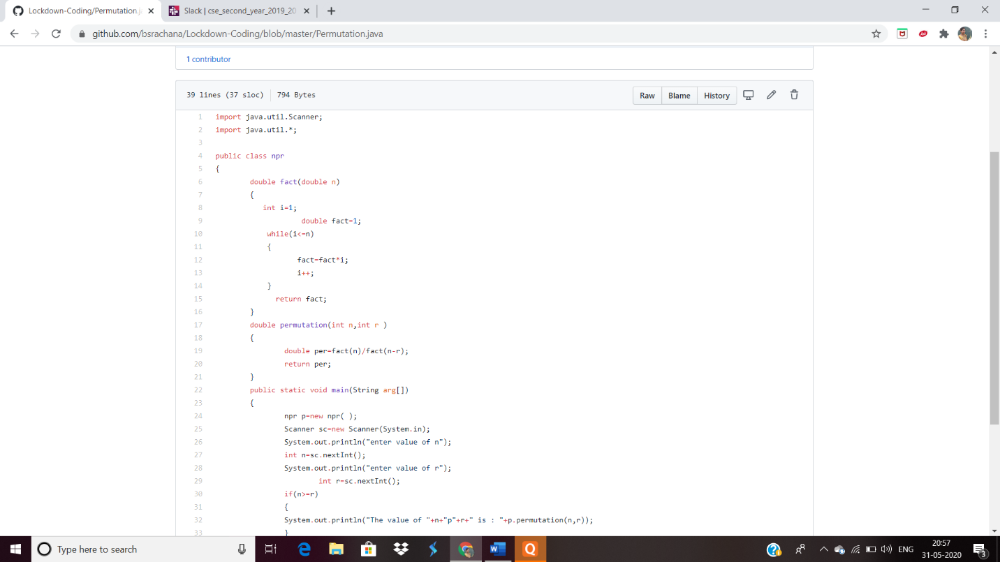 Lockdown-Coding/Permutation.j
Slack | cse_second_year_2019_20
github.com/bsrachana/Lockdown-Coding/blob/master/Permutation.java
1 contributor
39 lines (37 sloc) 794 Bytes
Raw Blame History
1 import java.util.Scanner;
2 import java.util.*;
3
4 public class npr
5 {
6 double fact(double n)
7 {
8 int i=1;
9 double fact=1;
10 while(i<=n)
11 {
12 fact=fact*i;
13 i++;
14 }
15 return fact;
16 }
17 double permutation(int n,int r )
18 {
19 double per=fact(n)/fact(n-r);
20 return per;
21 }
22 public static void main(String arg[])
23 {
24 npr p=new npr( );
25 Scanner sc=new Scanner(System.in);
26 System.out.println("enter value of n");
27 int n=sc.nextInt();
28 System.out.println("enter value of r");
29 int r=sc.nextInt();
30 if(n>=r)
31 {
32 System.out.println("The value of "+n+"p"+r+" is : "+p.permutation(n,r));
33 }
Type here to search
ENG
20:57
31-05-2020
3